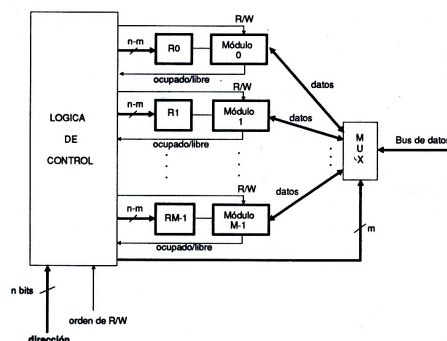 R/W
n-m
R0
Módulo
0
ocupado/libre
datos
R/W
n-m
R1
Módulo
1
datos
ocupado/libre
LOGICA
DE
CONTROL
M
U
X
Bus de datos
R/W
n-m
RM-1
Módulo
M-1
datos
ocupado/libre
m
n bits
orden de R/W
dirección